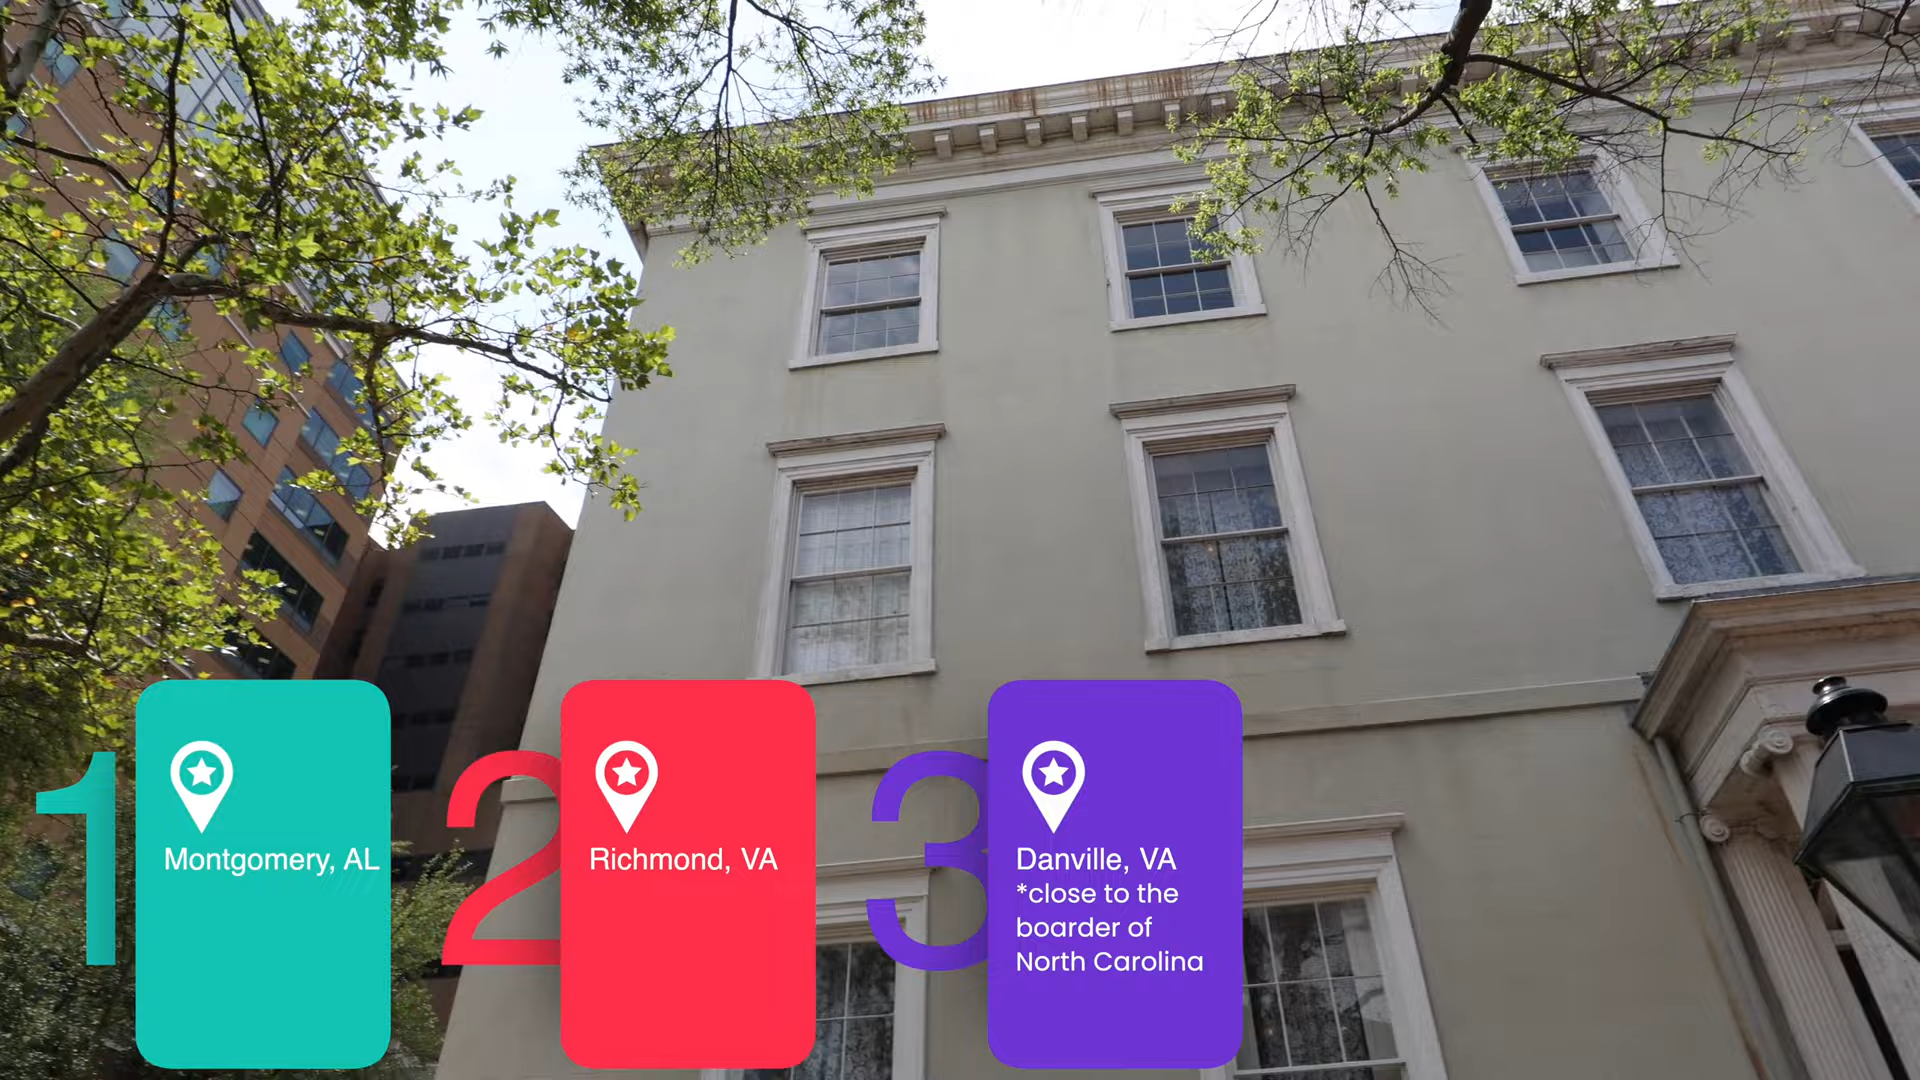 1
Montgomery, AL
2
Richmond, VA
3
Danville, VA
*close to the
boarder of
North Carolina